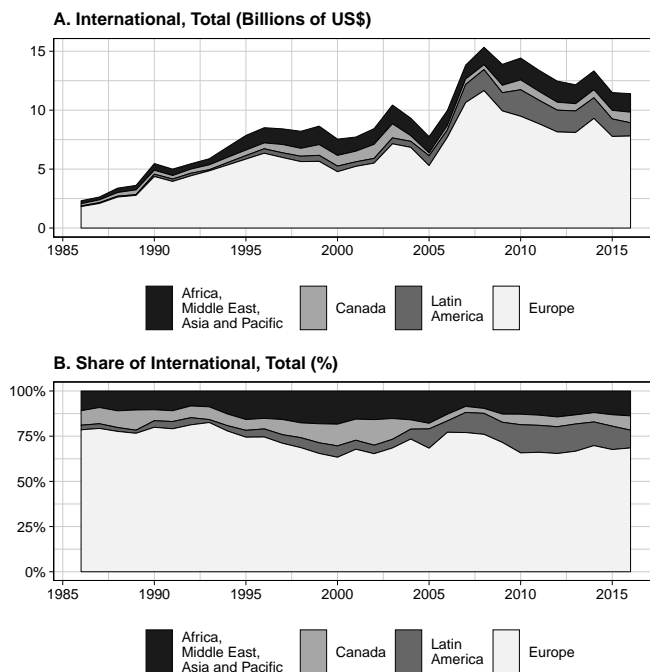 A. International, Total (Billions of US$)
15
10
5
0
1985 1990 1995 2000 2005 2010 2015
Africa,
Middle East,
Asia and Pacific
Canada
Latin
America
Europe
B. Share of International, Total (%)
100%
75%
50%
25%
0%
1985 1990 1995 2000 2005 2010 2015
Africa,
Middle East,
Asia and Pacific
Canada
Latin
America
Europe